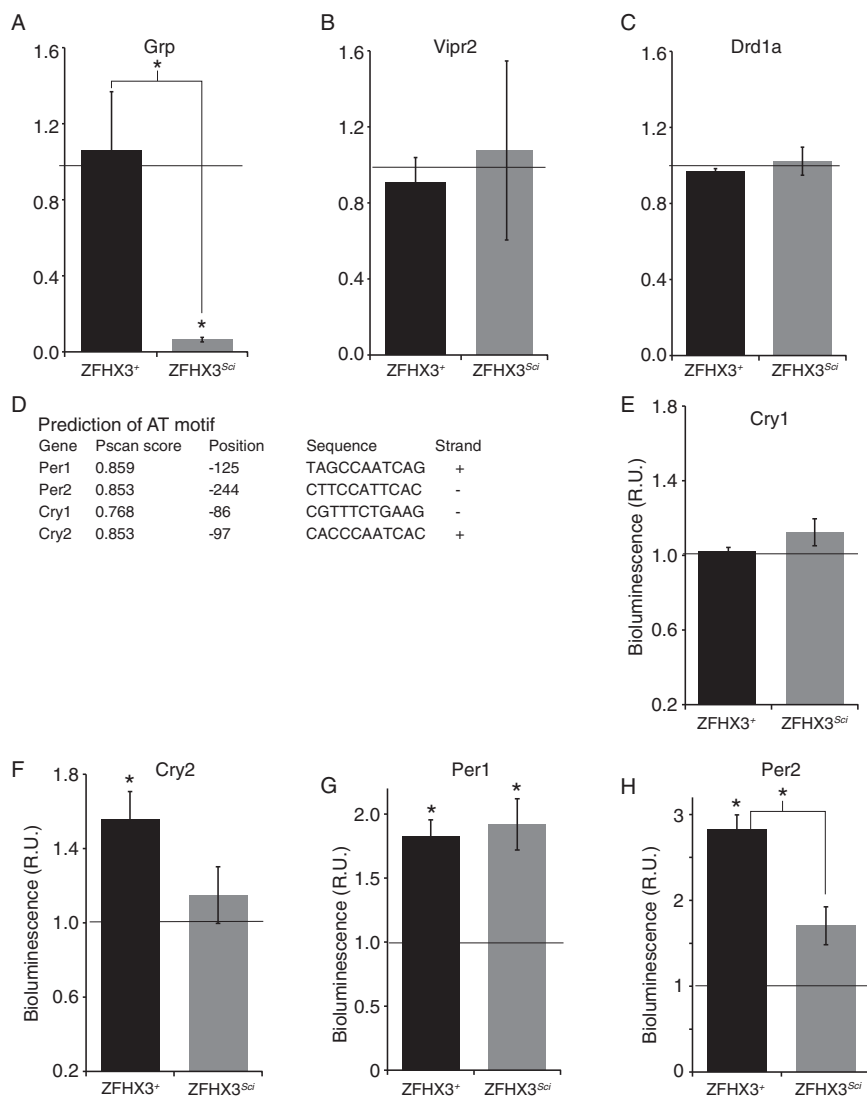 A
Grp
1.6
1.2
0.8
0.4
0.0
*
*
ZFHX3+
ZFHX3Sci
B
Vipr2
1.6
1.2
0.8
0.4
0.0
ZFHX3+
ZFHX3Sci
C
Drd1a
1.6
1.2
0.8
0.4
0.0
ZFHX3+
ZFHX3Sci
D
Prediction of AT motif
Gene Pscan score Position Sequence Strand
Per1 0.859 -125 TAGCCAATCAG +
Per2 0.853 -244 CTTCCATTCAC -
Cry1 0.768 -86 CGTTTCTGAAG -
Cry2 0.853 -97 CACCCAATCAC +
E
Cry1
Bioluminescence (R.U.)
1.8
1.4
1.0
0.6
0.2
ZFHX3+
ZFHX3Sci
F
Cry2
Bioluminescence (R.U.)
1.8
1.4
1.0
0.6
0.2
*
ZFHX3+
ZFHX3Sci
G
Per1
Bioluminescence (R.U.)
2.0
1.0
0.0
*
*
ZFHX3+
ZFHX3Sci
H
Per2
Bioluminescence (R.U.)
3
2
1
0
*
*
ZFHX3+
ZFHX3Sci